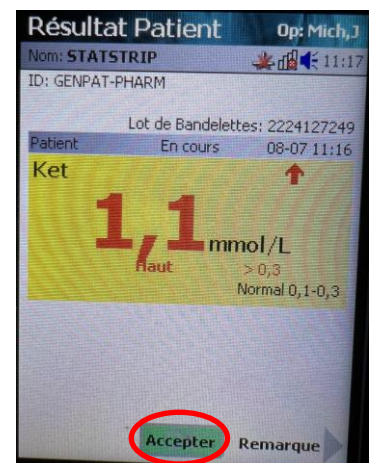 Résultat Patient Op: Mich,J
Nom: STATSTRIP 11:17
ID: GENPAT-PHARM
Lot de Bandelettes: 2224127249
Patient En cours 08-07 11:16
Ket
1,1 mmol/L
Haut > 0,3
Normal 0,1-0,3
Accepter Remarque